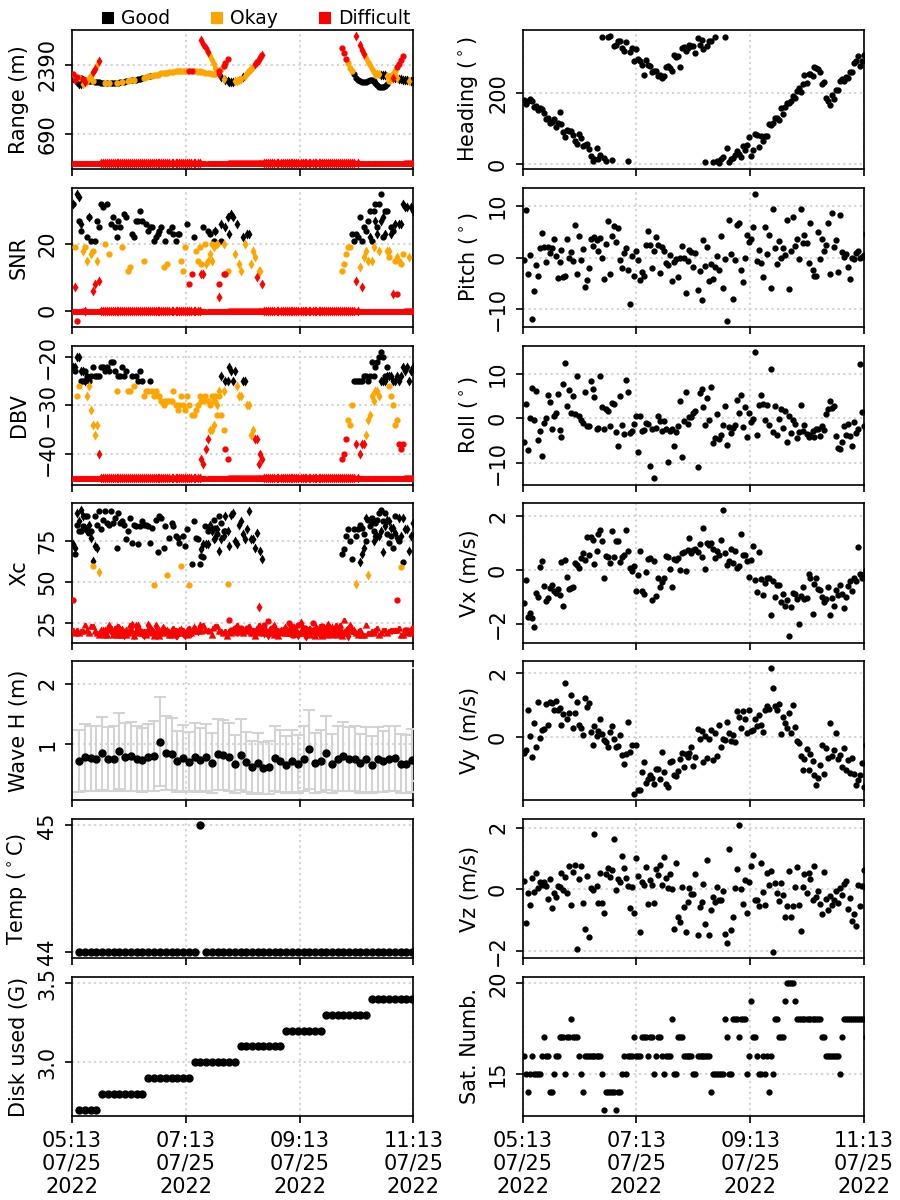 Good Okay Difficult
Range (m)
2390
690
Heading (°)
200
0
SNR
20
0
Pitch (°)
10
0
−10
DBV
−20
−30
−40
Roll (°)
10
0
−10
Xc
75
50
25
Vx (m/s)
2
0
−2
Wave H (m)
2
1
Vy (m/s)
2
0
Temp (°C)
45
44
Vz (m/s)
2
0
−2
Disk used (G)
3.5
3.0
Sat. Numb.
20
15
05:13 07:13 09:13 11:13 05:13 07:13 09:13 11:13
07/25 07/25 07/25 07/25 07/25 07/25 07/25 07/25
2022 2022 2022 2022 2022 2022 2022 2022